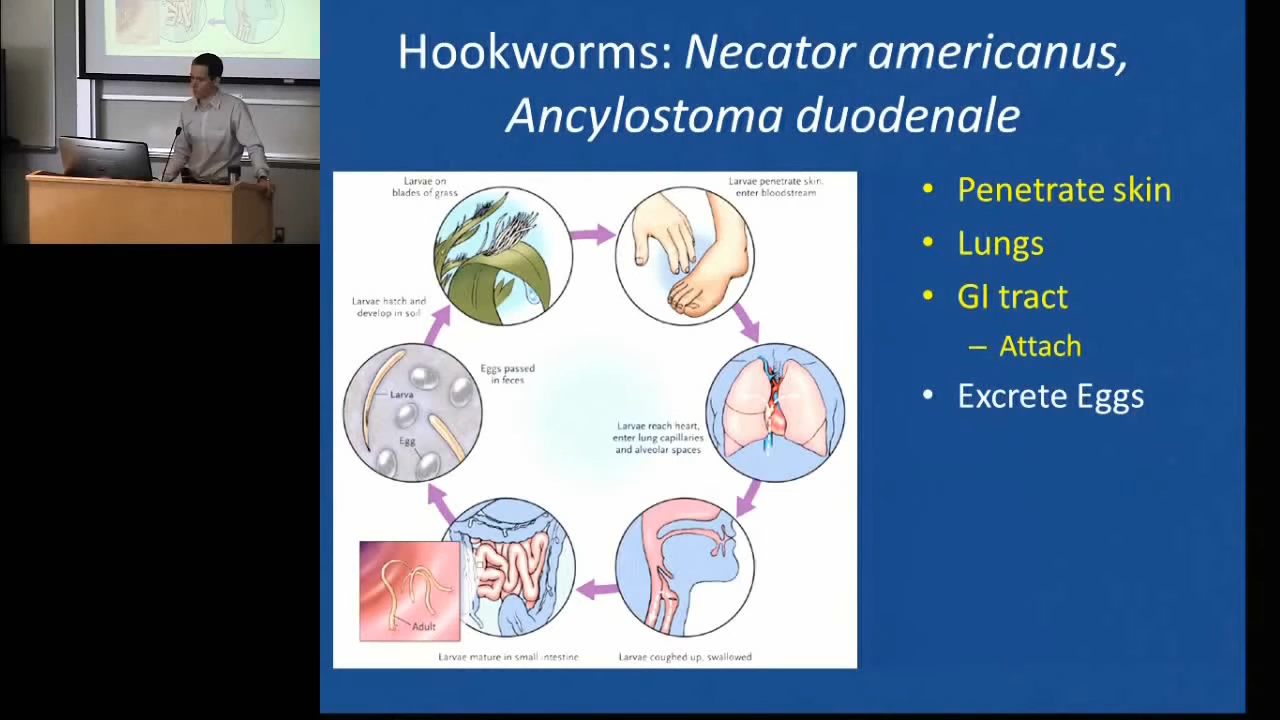 Hookworms: Necator americanus,
Ancylostoma duodenale
Larvae on
blades of grass
Larvae penetrate skin,
enter bloodstream
Larvae hatch and
develop in soil
Eggs passed
in feces
Larva
Egg
Larvae reach heart,
enter lung capillaries
and alveolar spaces
Adult
Larvae mature in small intestine
Larvae coughed up, swallowed
• Penetrate skin
• Lungs
• GI tract
– Attach
• Excrete Eggs